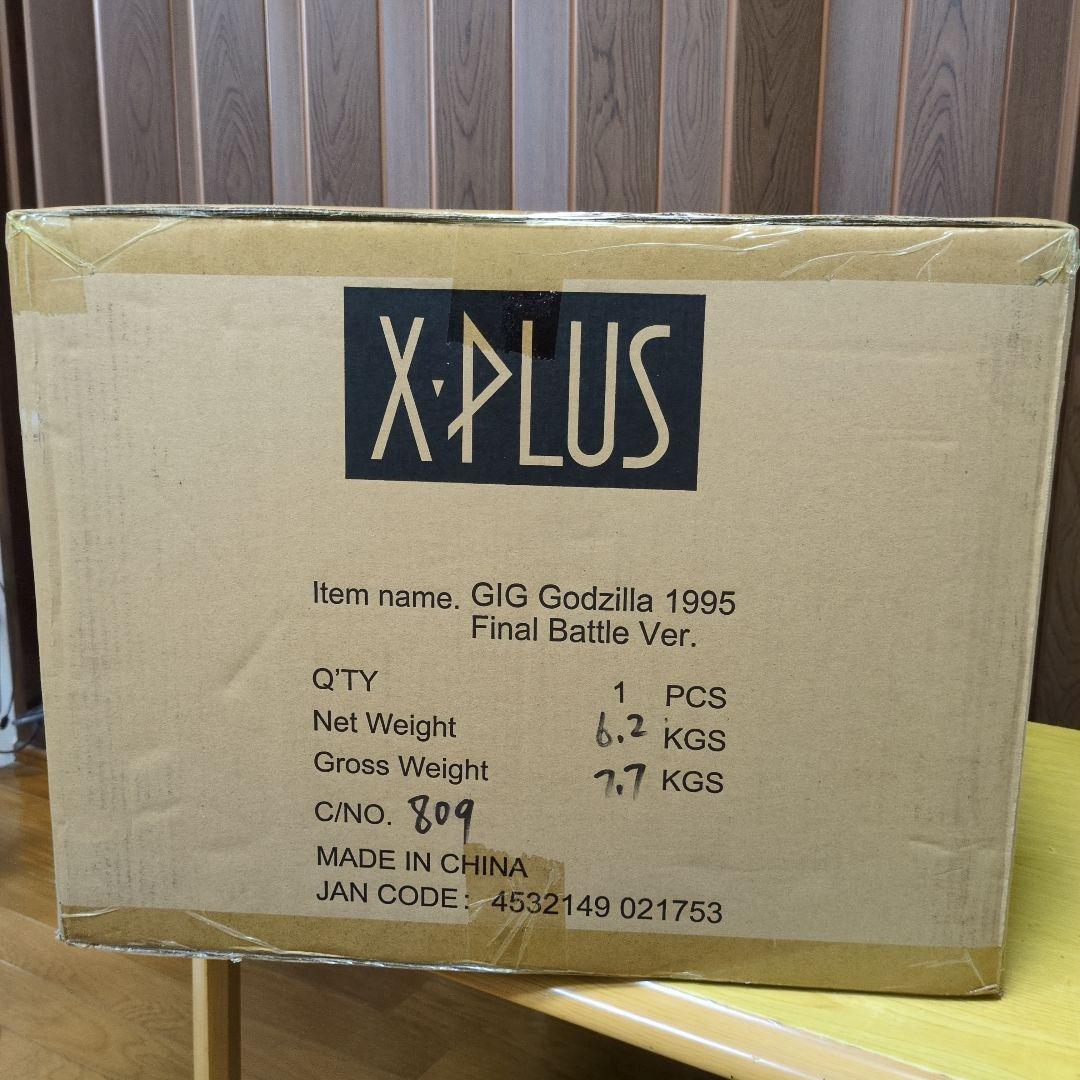 X·PLUS
Item name. GIG Godzilla 1995
Final Battle Ver.
Q'TY 1 PCS
Net Weight 6.2 KGS
Gross Weight 7.7 KGS
C/NO. 809
MADE IN CHINA
JAN CODE: 4532149 021753